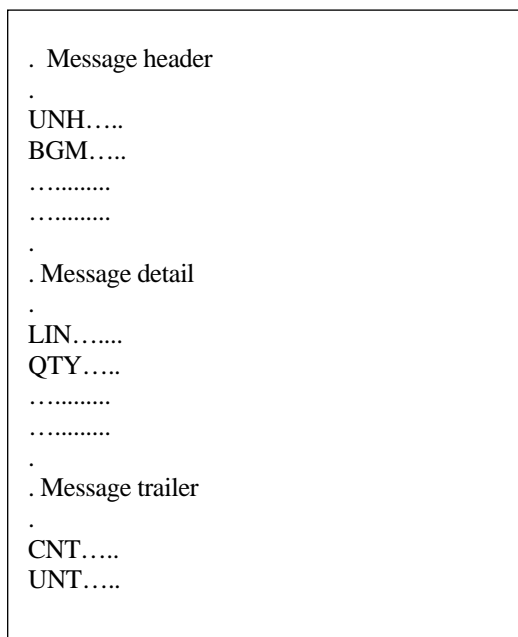 .  Message header
.
UNH…..
BGM…..
….........
….........
.
. Message detail
.
LIN…....
QTY…..
….........
….........
.
. Message trailer
.
CNT…..
UNT…..